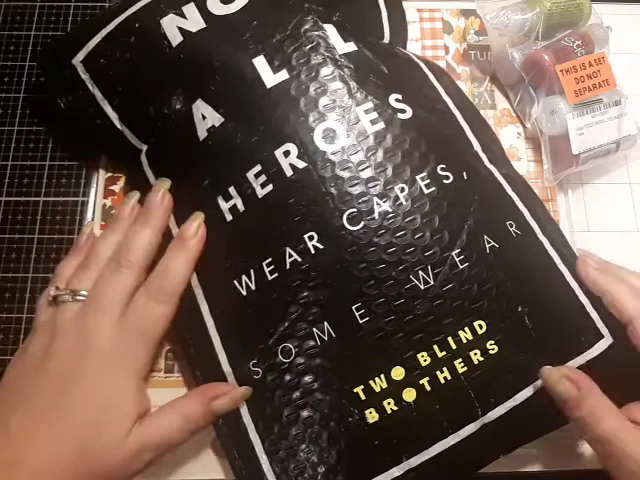 A L L
HEROES
WEAR CAPES,
SOME WEAR
TWO BLIND
BROTHERS
THIS IS A SET
DO NOT
SEPARATE